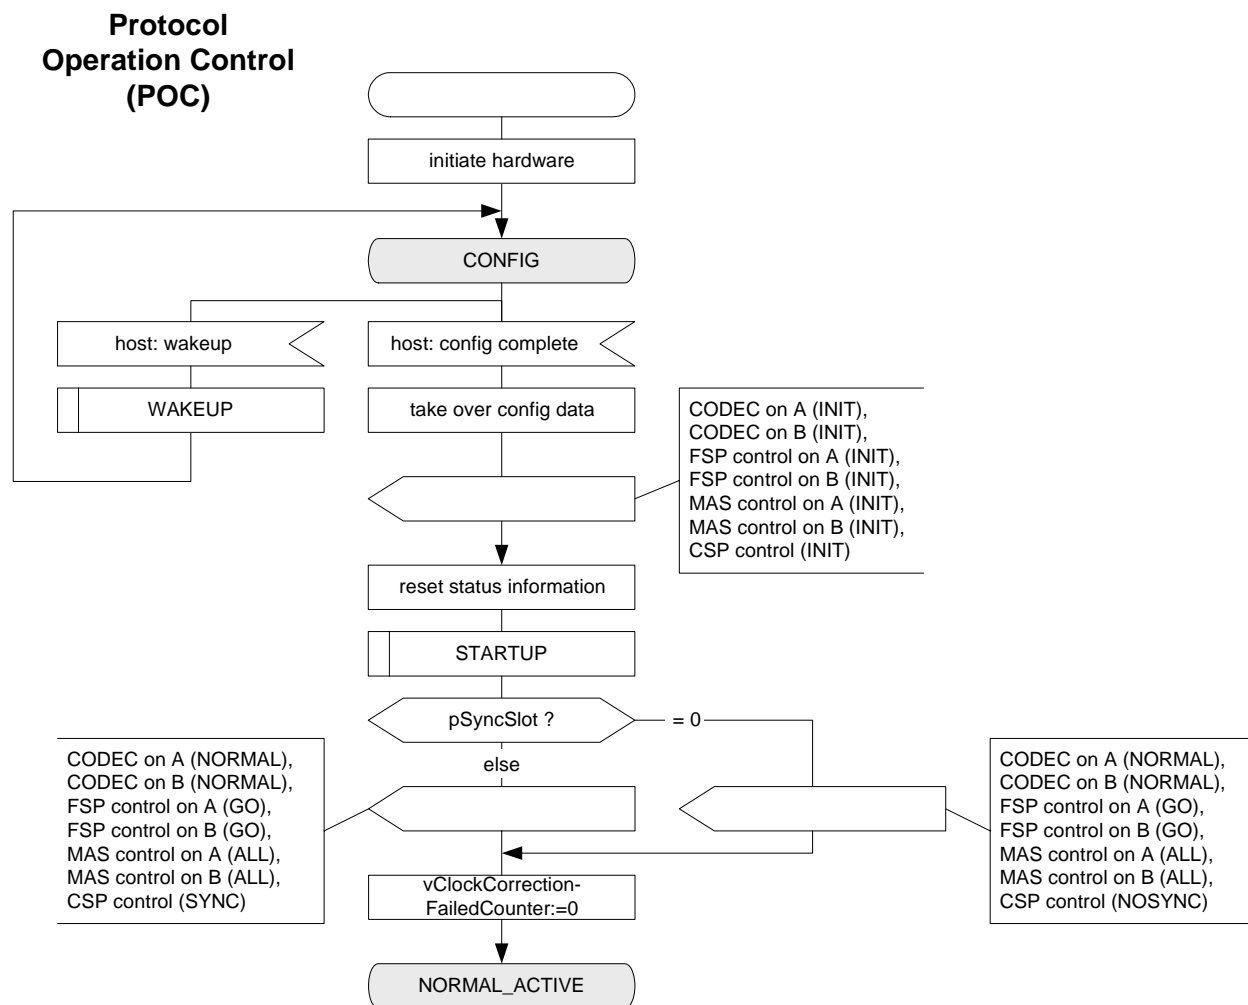 Protocol
Operation Control
(POC)
initiate hardware
CONFIG
host: wakeup
host: config complete
WAKEUP
take over config data
CODEC on A (INIT),
CODEC on B (INIT),
FSP control on A (INIT),
FSP control on B (INIT),
MAS control on A (INIT),
MAS control on B (INIT),
CSP control (INIT)
reset status information
STARTUP
pSyncSlot ?
= 0
else
CODEC on A (NORMAL),
CODEC on B (NORMAL),
FSP control on A (GO),
FSP control on B (GO),
MAS control on A (ALL),
MAS control on B (ALL),
CSP control (SYNC)
CODEC on A (NORMAL),
CODEC on B (NORMAL),
FSP control on A (GO),
FSP control on B (GO),
MAS control on A (ALL),
MAS control on B (ALL),
CSP control (NOSYNC)
vClockCorrection-
FailedCounter:=0
NORMAL_ACTIVE